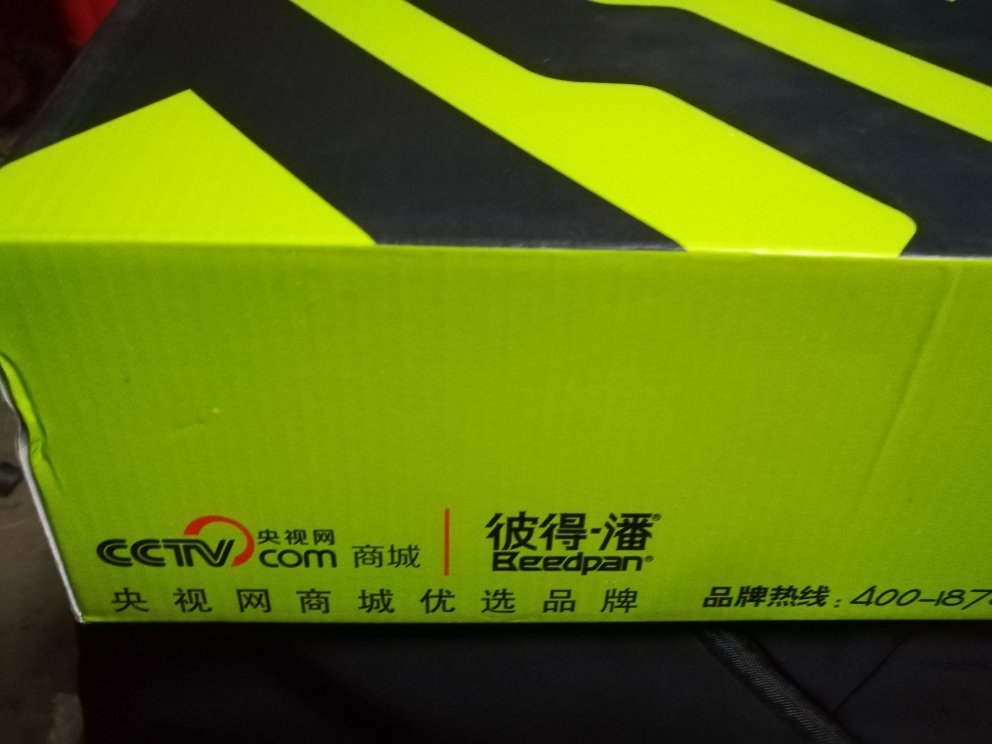 CCTV 央视网 com 商城 彼得·潘® Beedpan®
央视网商城优选品牌 品牌热线: 400-187